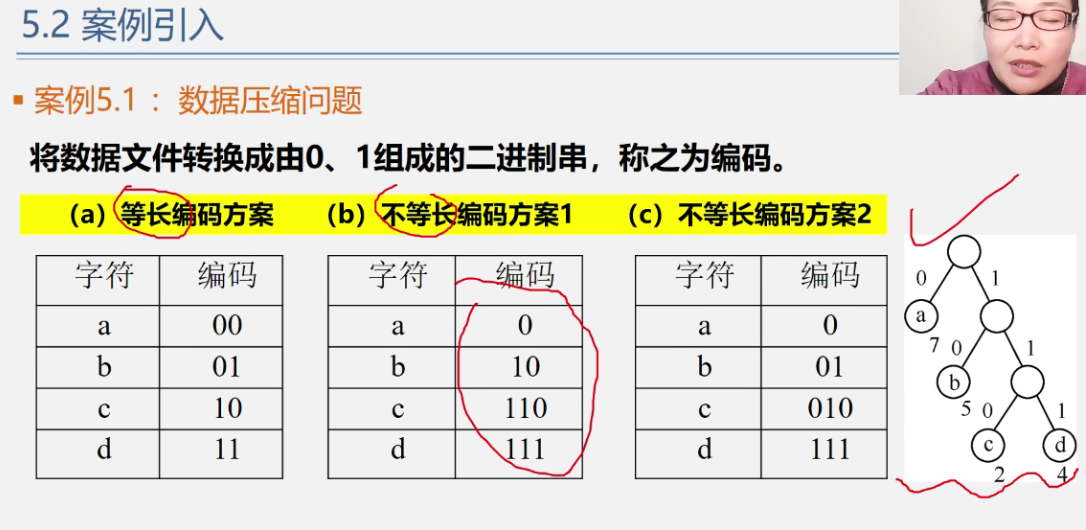 5.2 案例引入
▪ 案例5.1 ：数据压缩问题
将数据文件转换成由0、1组成的二进制串，称之为编码。
（a）等长编码方案 （b）不等长编码方案1 （c）不等长编码方案2
字符 编码
a 00
b 01
c 10
d 11
字符 编码
a 0
b 10
c 110
d 111
字符 编码
a 0
b 01
c 010
d 111
0 1
a
7 0 1
b
5 0 1
c d
2 4